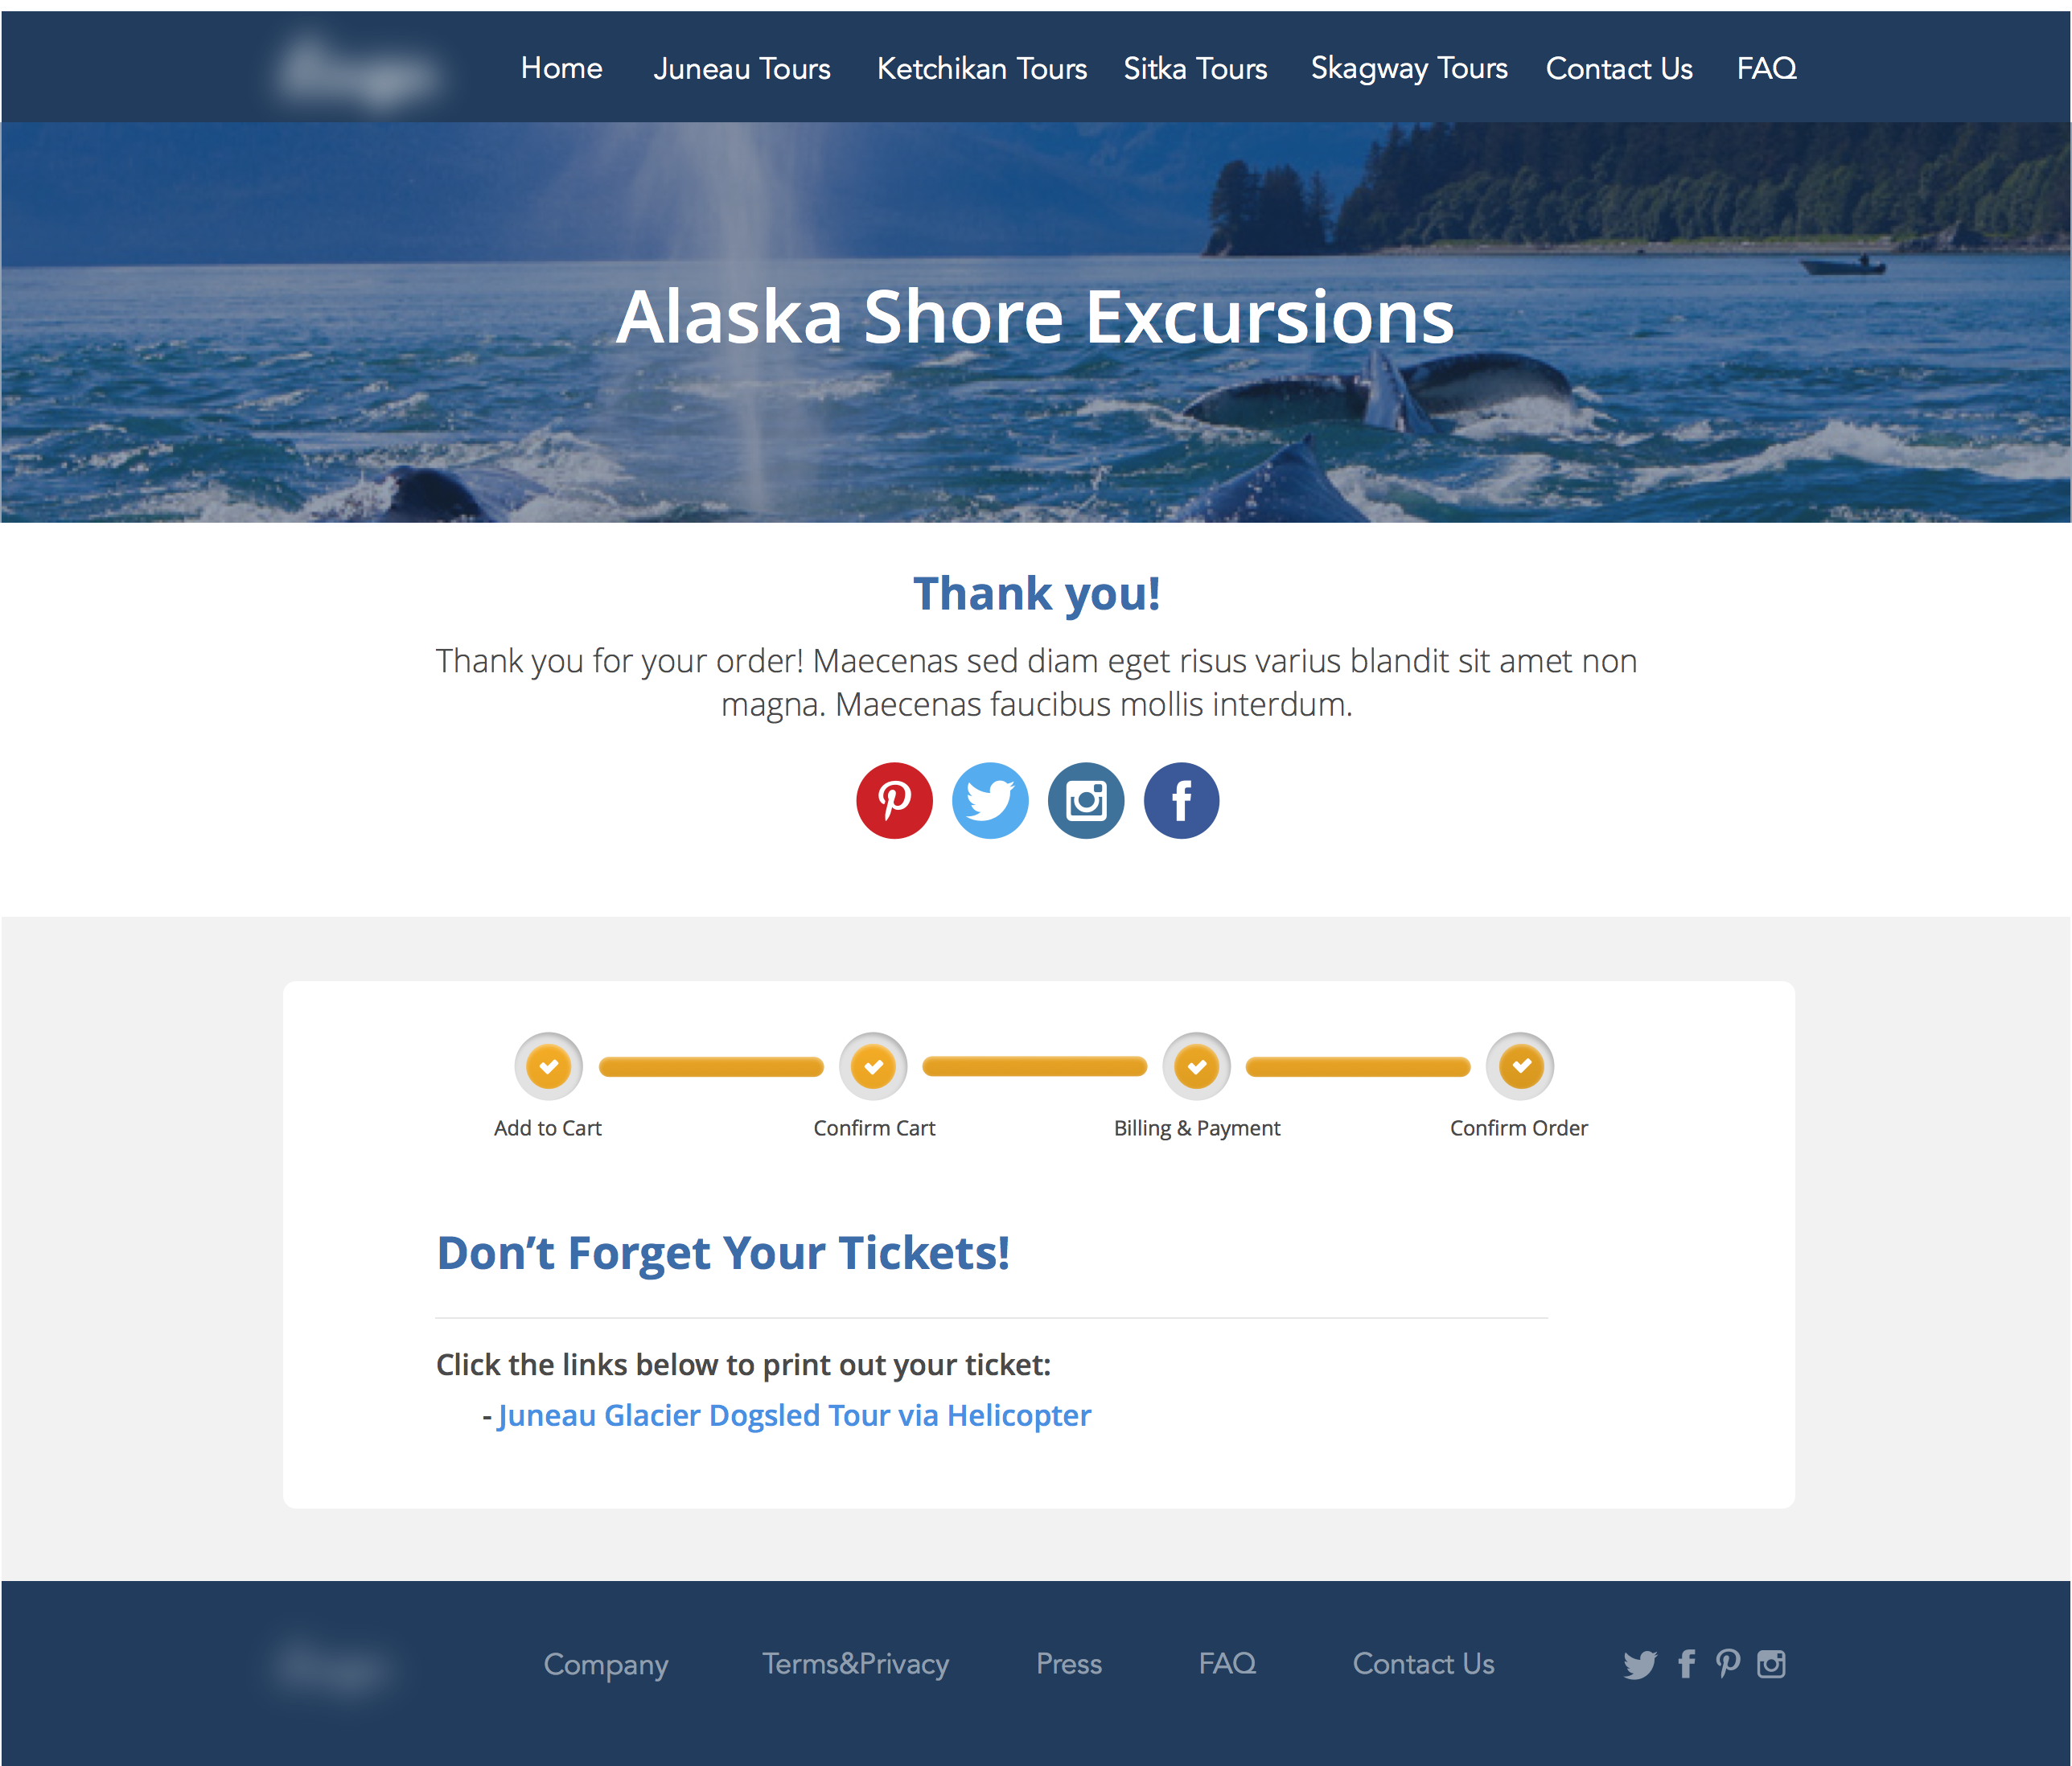 Home Juneau Tours Ketchikan Tours Sitka Tours Skagway Tours Contact Us FAQ
Alaska Shore Excursions
Thank you!
Thank you for your order! Maecenas sed diam eget risus varius blandit sit amet non
magna. Maecenas faucibus mollis interdum.
Add to Cart Confirm Cart Billing & Payment Confirm Order
Don’t Forget Your Tickets!
Click the links below to print out your ticket:
- Juneau Glacier Dogsled Tour via Helicopter
Company Terms&Privacy Press FAQ Contact Us